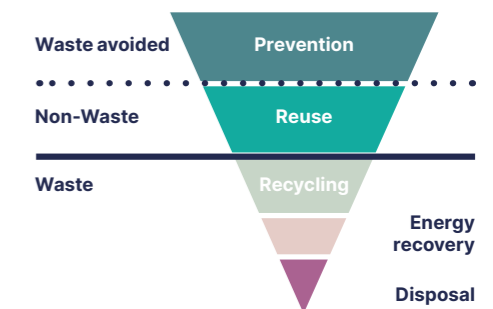 Waste avoided Prevention
Non-Waste Reuse
Waste Recycling
Energy
recovery
Disposal